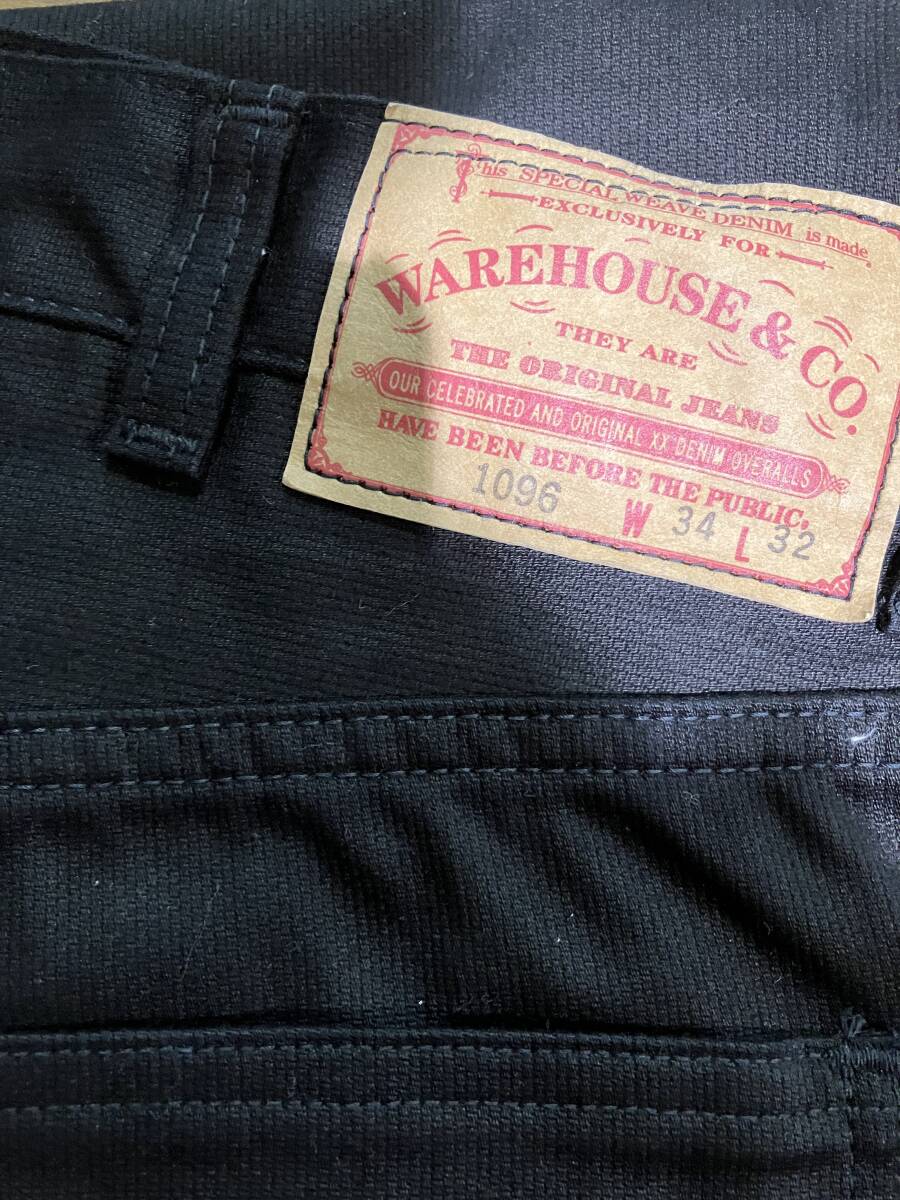 This SPECIAL WEAVE DENIM is made
EXCLUSIVELY FOR
WAREHOUSE & CO.
THEY ARE
THE ORIGINAL JEANS
OUR CELEBRATED AND ORIGINAL XX DENIM OVERALLS
HAVE BEEN BEFORE THE PUBLIC,
1096 W 34 L 32